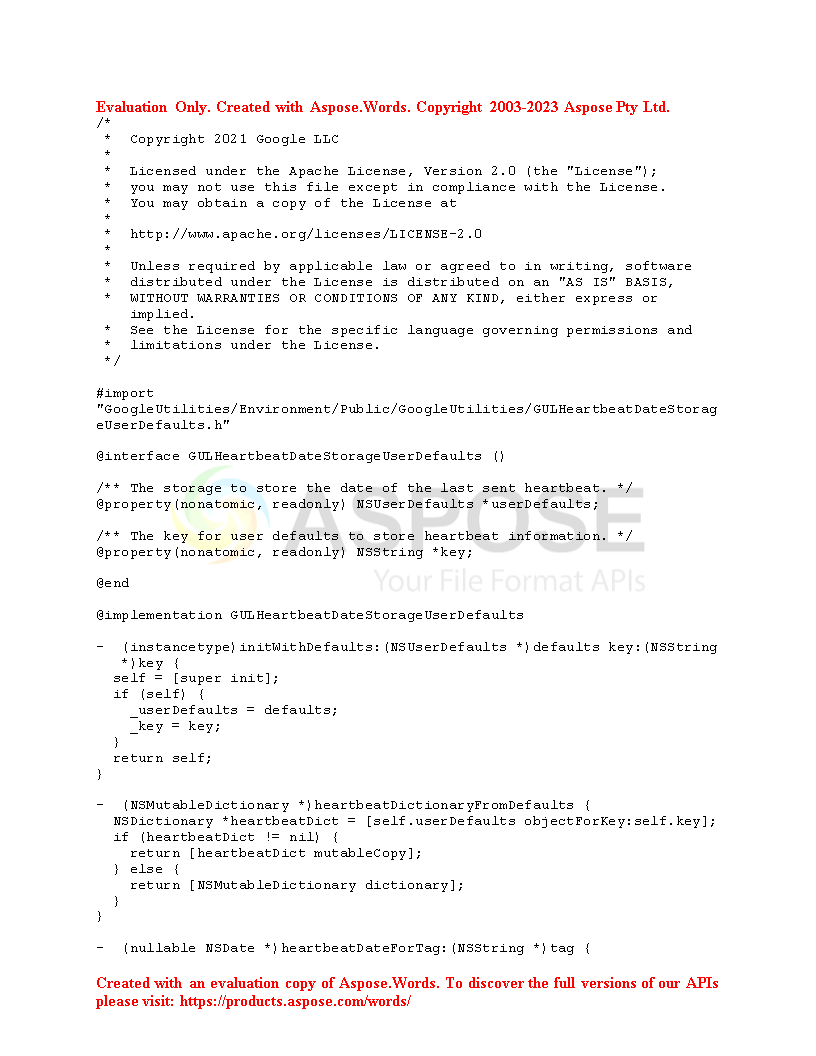 Evaluation Only. Created with Aspose.Words. Copyright 2003-2023 Aspose Pty Ltd.
/*
 *  Copyright 2021 Google LLC
 *
 *  Licensed under the Apache License, Version 2.0 (the "License");
 *  you may not use this file except in compliance with the License.
 *  You may obtain a copy of the License at
 *
 *  http://www.apache.org/licenses/LICENSE-2.0
 *
 *  Unless required by applicable law or agreed to in writing, software
 *  distributed under the License is distributed on an "AS IS" BASIS,
 *  WITHOUT WARRANTIES OR CONDITIONS OF ANY KIND, either express or
    implied.
 *  See the License for the specific language governing permissions and
 *  limitations under the License.
 */

#import
"GoogleUtilities/Environment/Public/GoogleUtilities/GULHeartbeatDateStorag
eUserDefaults.h"

@interface GULHeartbeatDateStorageUserDefaults ()

/** The storage to store the date of the last sent heartbeat. */
@property(nonatomic, readonly) NSUserDefaults *userDefaults;

/** The key for user defaults to store heartbeat information. */
@property(nonatomic, readonly) NSString *key;

@end

@implementation GULHeartbeatDateStorageUserDefaults

-  (instancetype)initWithDefaults:(NSUserDefaults *)defaults key:(NSString
   *)key {
  self = [super init];
  if (self) {
    _userDefaults = defaults;
    _key = key;
  }
  return self;
}

-  (NSMutableDictionary *)heartbeatDictionaryFromDefaults {
  NSDictionary *heartbeatDict = [self.userDefaults objectForKey:self.key];
  if (heartbeatDict != nil) {
    return [heartbeatDict mutableCopy];
  } else {
    return [NSMutableDictionary dictionary];
  }
}

-  (nullable NSDate *)heartbeatDateForTag:(NSString *)tag {

ASPOSE
Your File Format APIs
Created with an evaluation copy of Aspose.Words. To discover the full versions of our APIs
please visit: https://products.aspose.com/words/